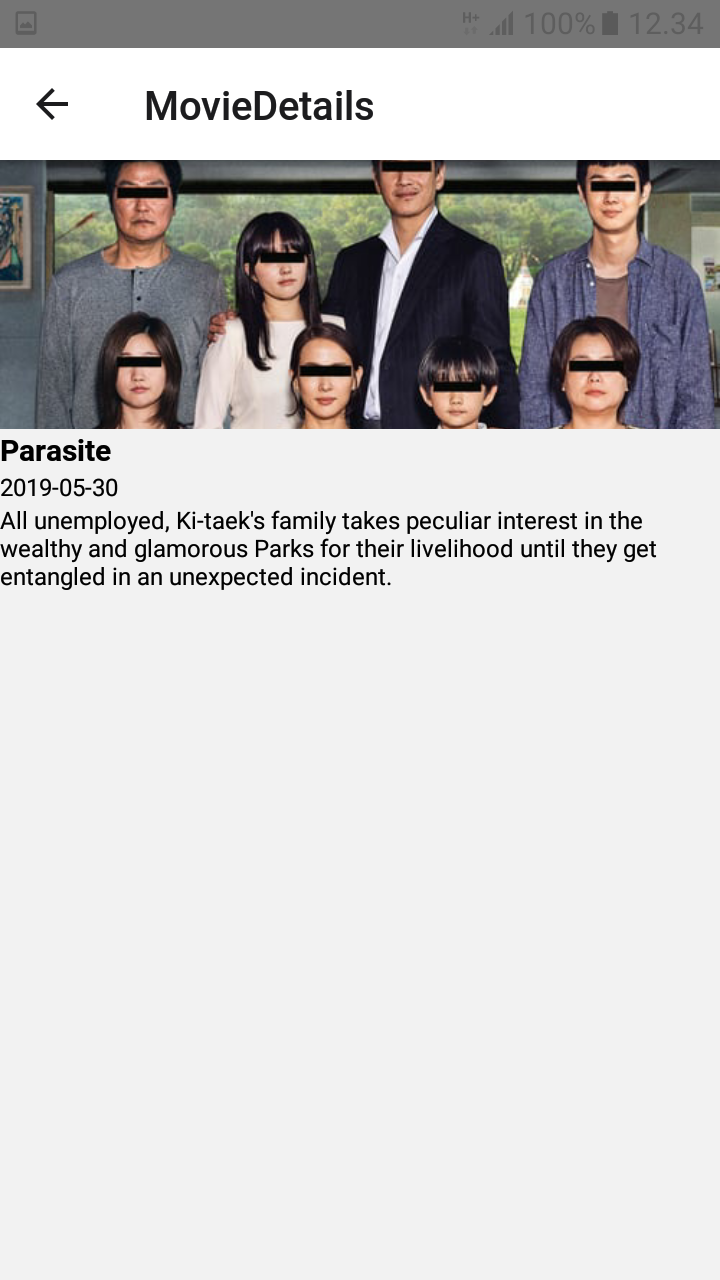 H+ 100% 12.34
MovieDetails
Parasite
2019-05-30
All unemployed, Ki-taek's family takes peculiar interest in the
wealthy and glamorous Parks for their livelihood until they get
entangled in an unexpected incident.